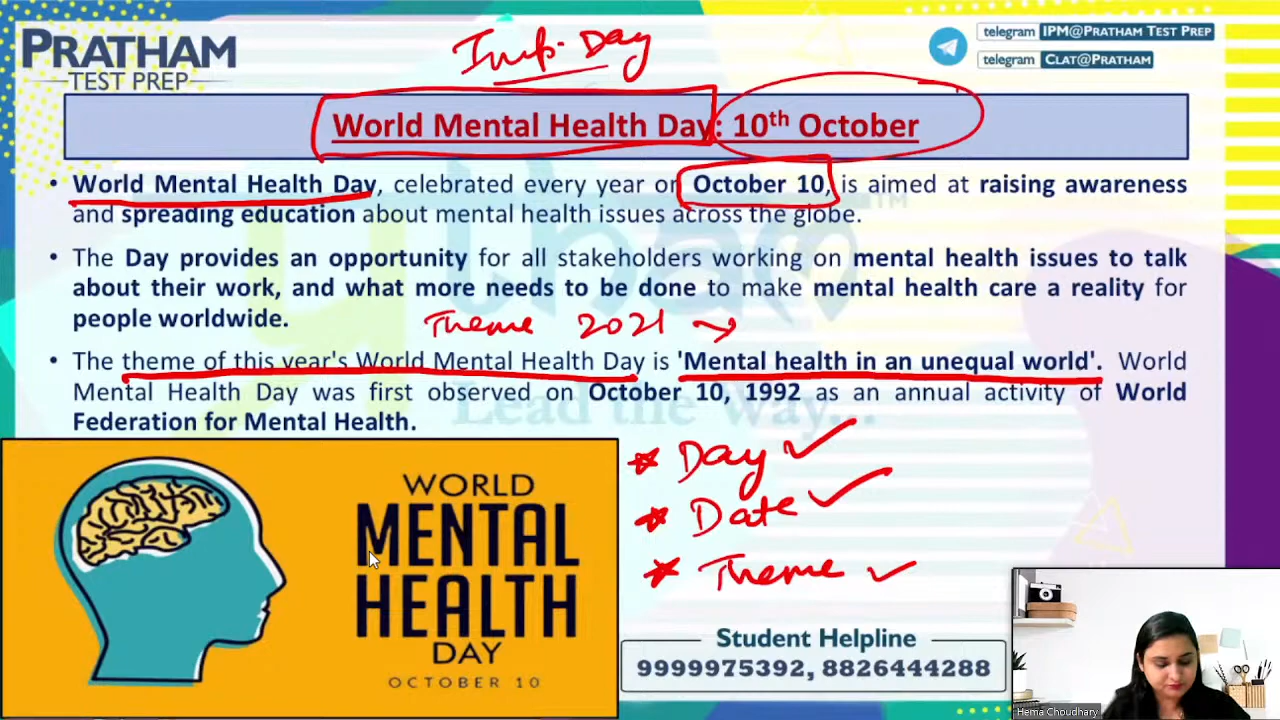 PRATHAM
TEST PREP
Imp. Day
telegram IPM@PRATHAM TEST PREP
telegram CLAT@PRATHAM
World Mental Health Day: 10th October
• World Mental Health Day, celebrated every year on October 10, is aimed at raising awareness
and spreading education about mental health issues across the globe.
• The Day provides an opportunity for all stakeholders working on mental health issues to talk
about their work, and what more needs to be done to make mental health care a reality for
people worldwide.
Theme 2021 →
• The theme of this year's World Mental Health Day is 'Mental health in an unequal world'. World
Mental Health Day was first observed on October 10, 1992 as an annual activity of World
Federation for Mental Health.
Lead the Way...
* Day ✓
* Date ✓
* Theme ✓
WORLD
MENTAL
HEALTH
DAY
OCTOBER 10
Student Helpline
9999975392, 8826444288
Hema Choudhary